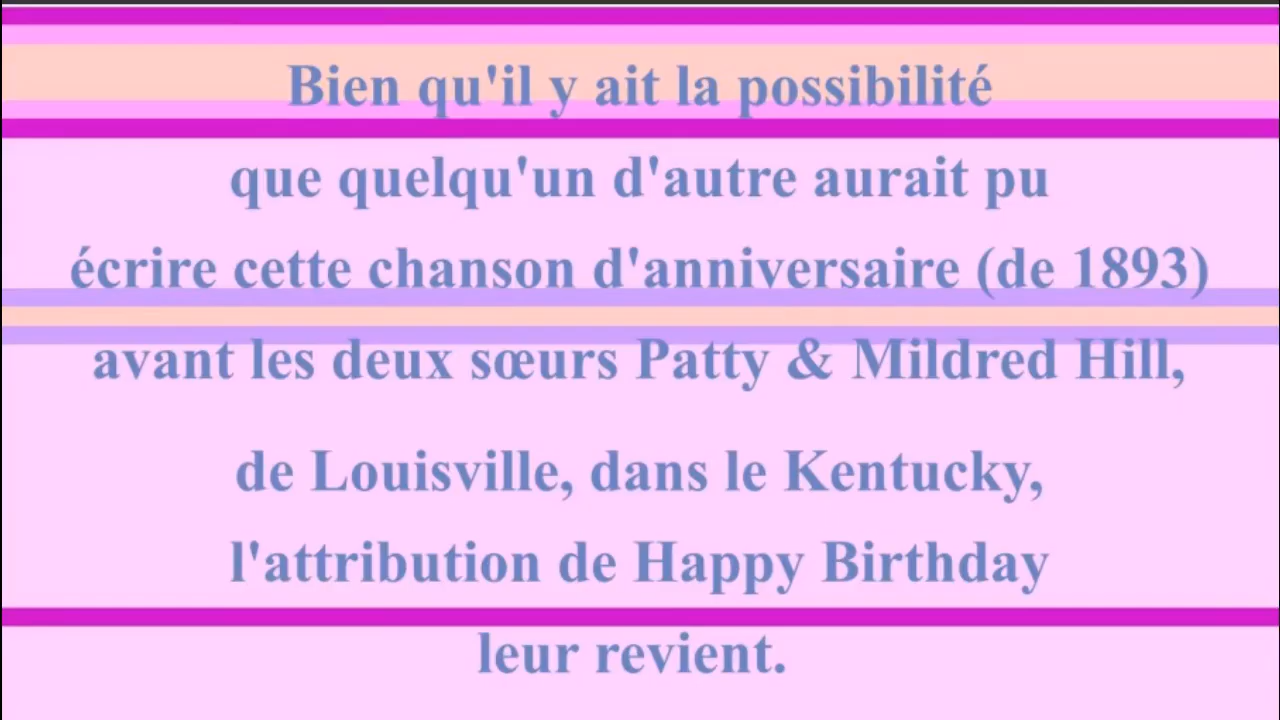 Bien qu'il y ait la possibilité
que quelqu'un d'autre aurait pu
écrire cette chanson d'anniversaire (de 1893)
avant les deux sœurs Patty & Mildred Hill,
de Louisville, dans le Kentucky,
l'attribution de Happy Birthday
leur revient.